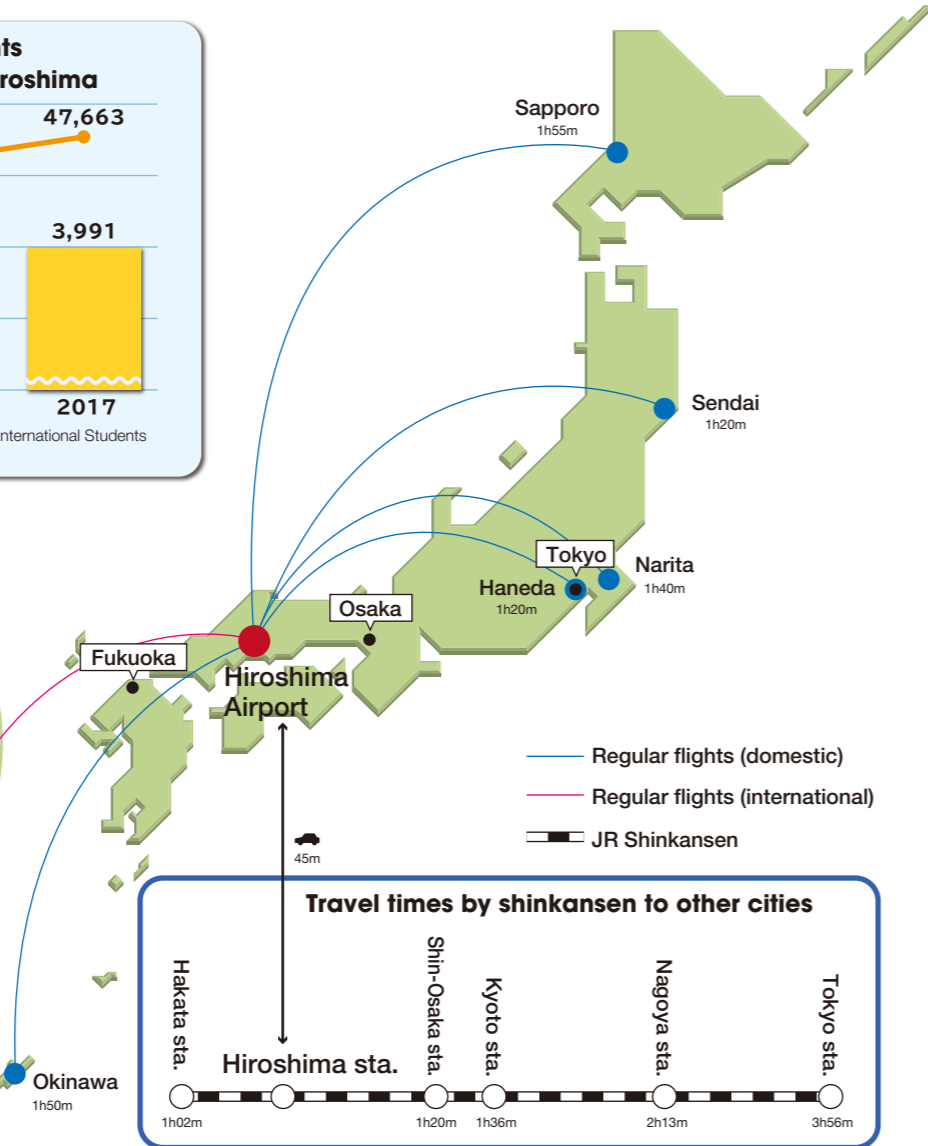 roshima
47,663
3,991
2017
nternational Students
Sapporo
1h55m
Sendai
1h20m
Tokyo
Narita
1h40m
Haneda
1h20m
Osaka
Fukuoka
Hiroshima
Airport
Regular flights (domestic)
Regular flights (international)
JR Shinkansen
45m
Okinawa
1h50m
Travel times by shinkansen to other cities
Hakata sta.
1h02m
Hiroshima sta.
Shin-Osaka sta.
1h20m
Kyoto sta.
1h36m
Nagoya sta.
2h13m
Tokyo sta.
3h56m